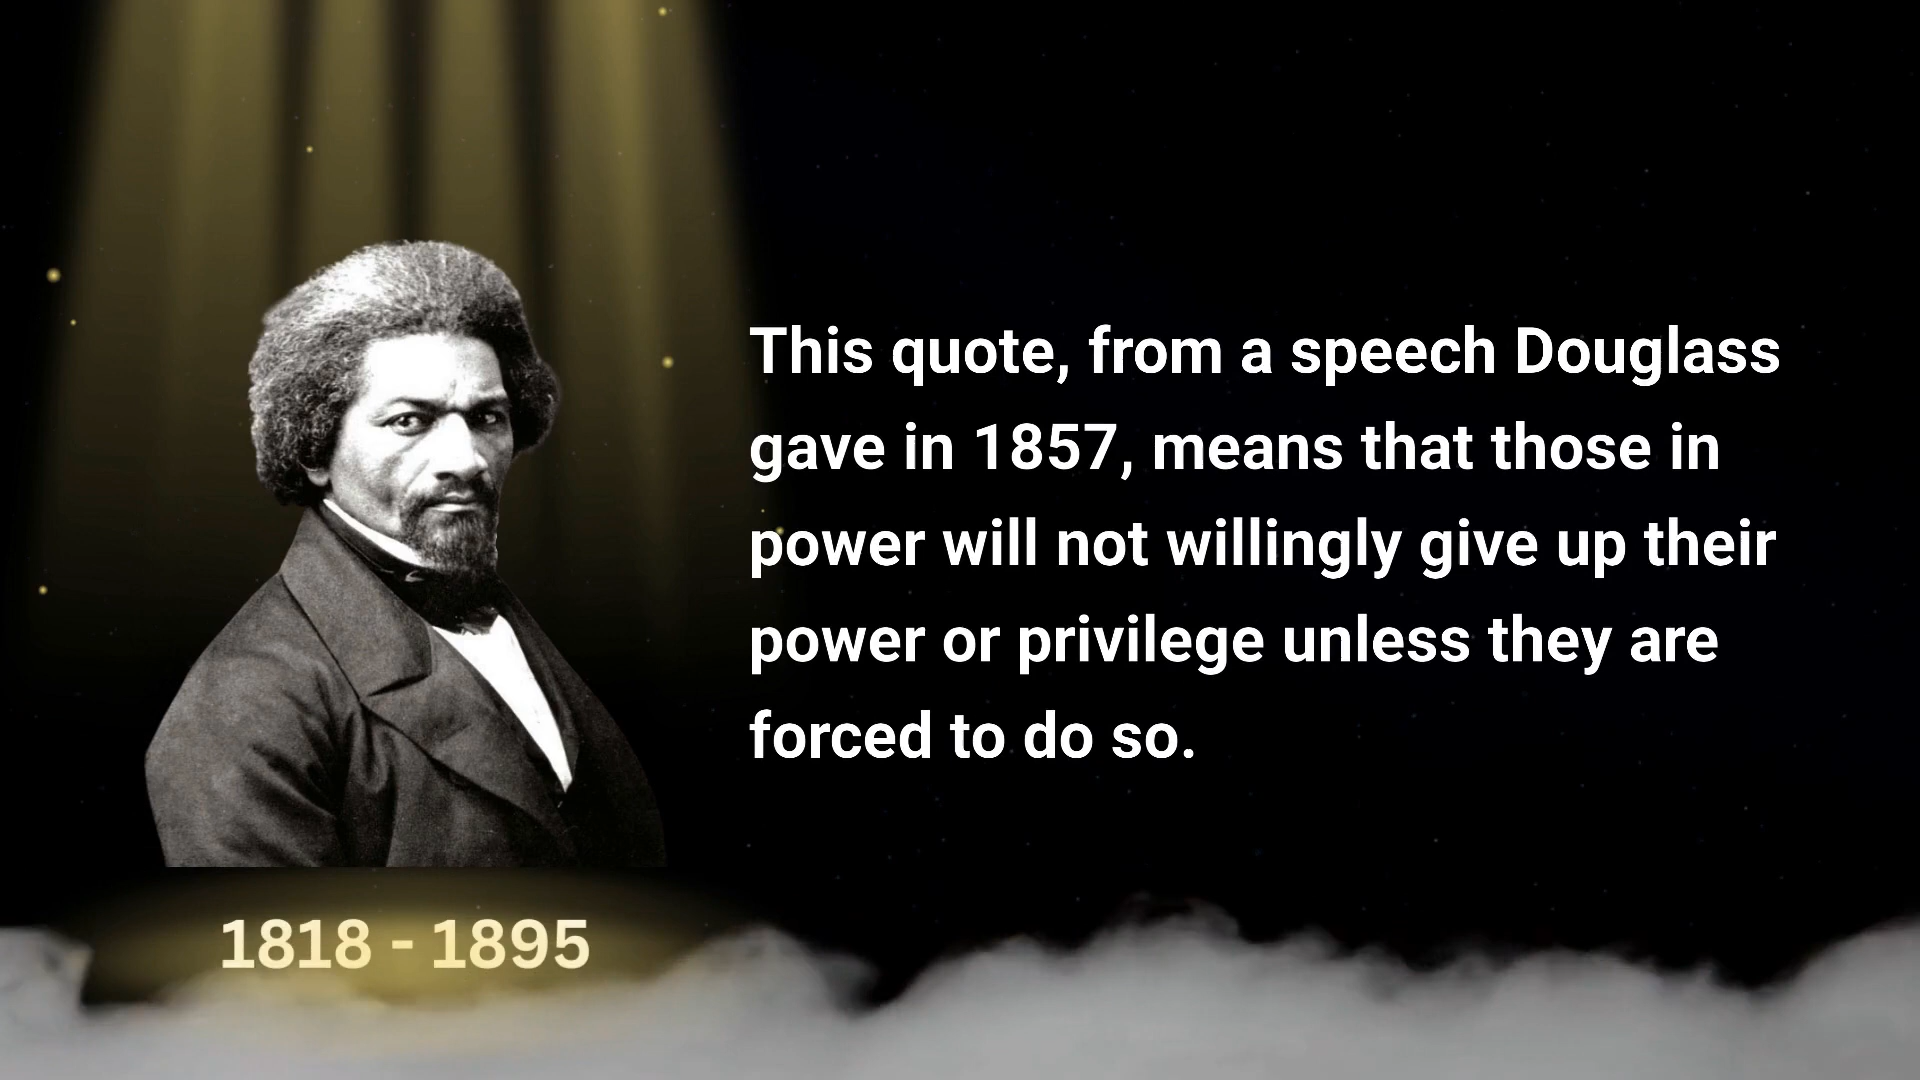 This quote, from a speech Douglass
gave in 1857, means that those in
power will not willingly give up their
power or privilege unless they are
forced to do so.
1818 - 1895